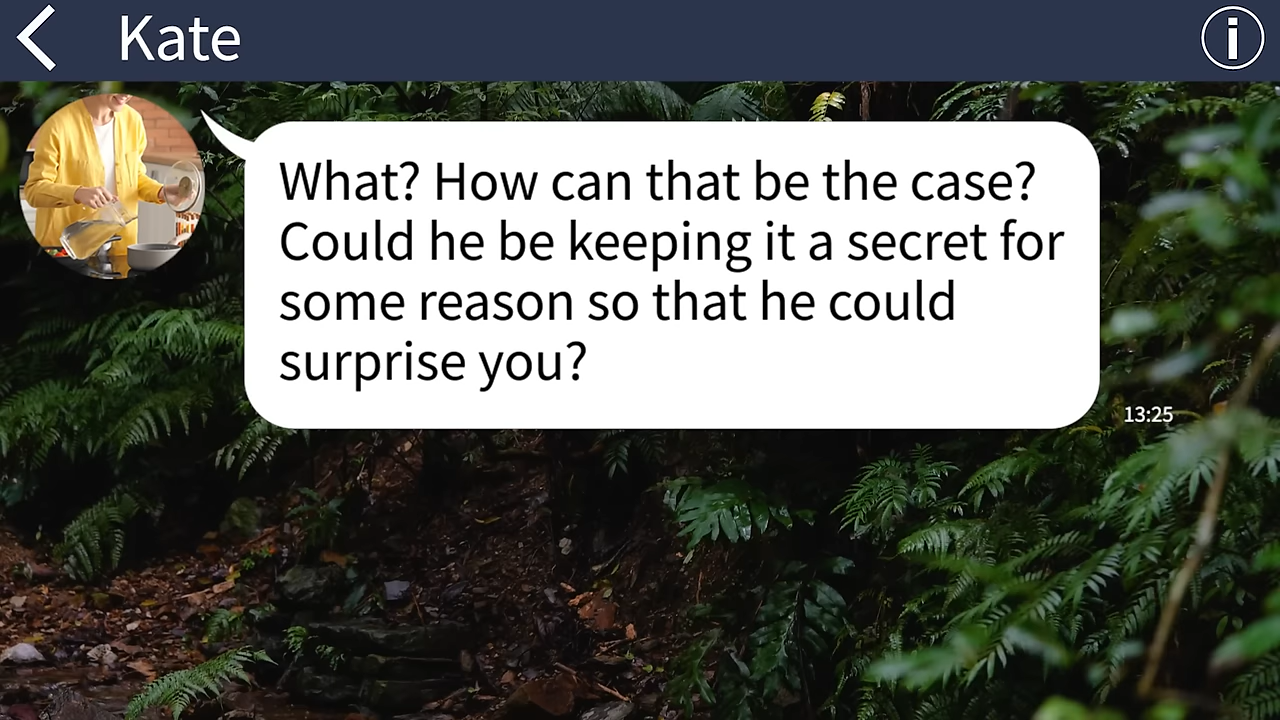 Kate
What? How can that be the case?
Could he be keeping it a secret for
some reason so that he could
surprise you?
13:25